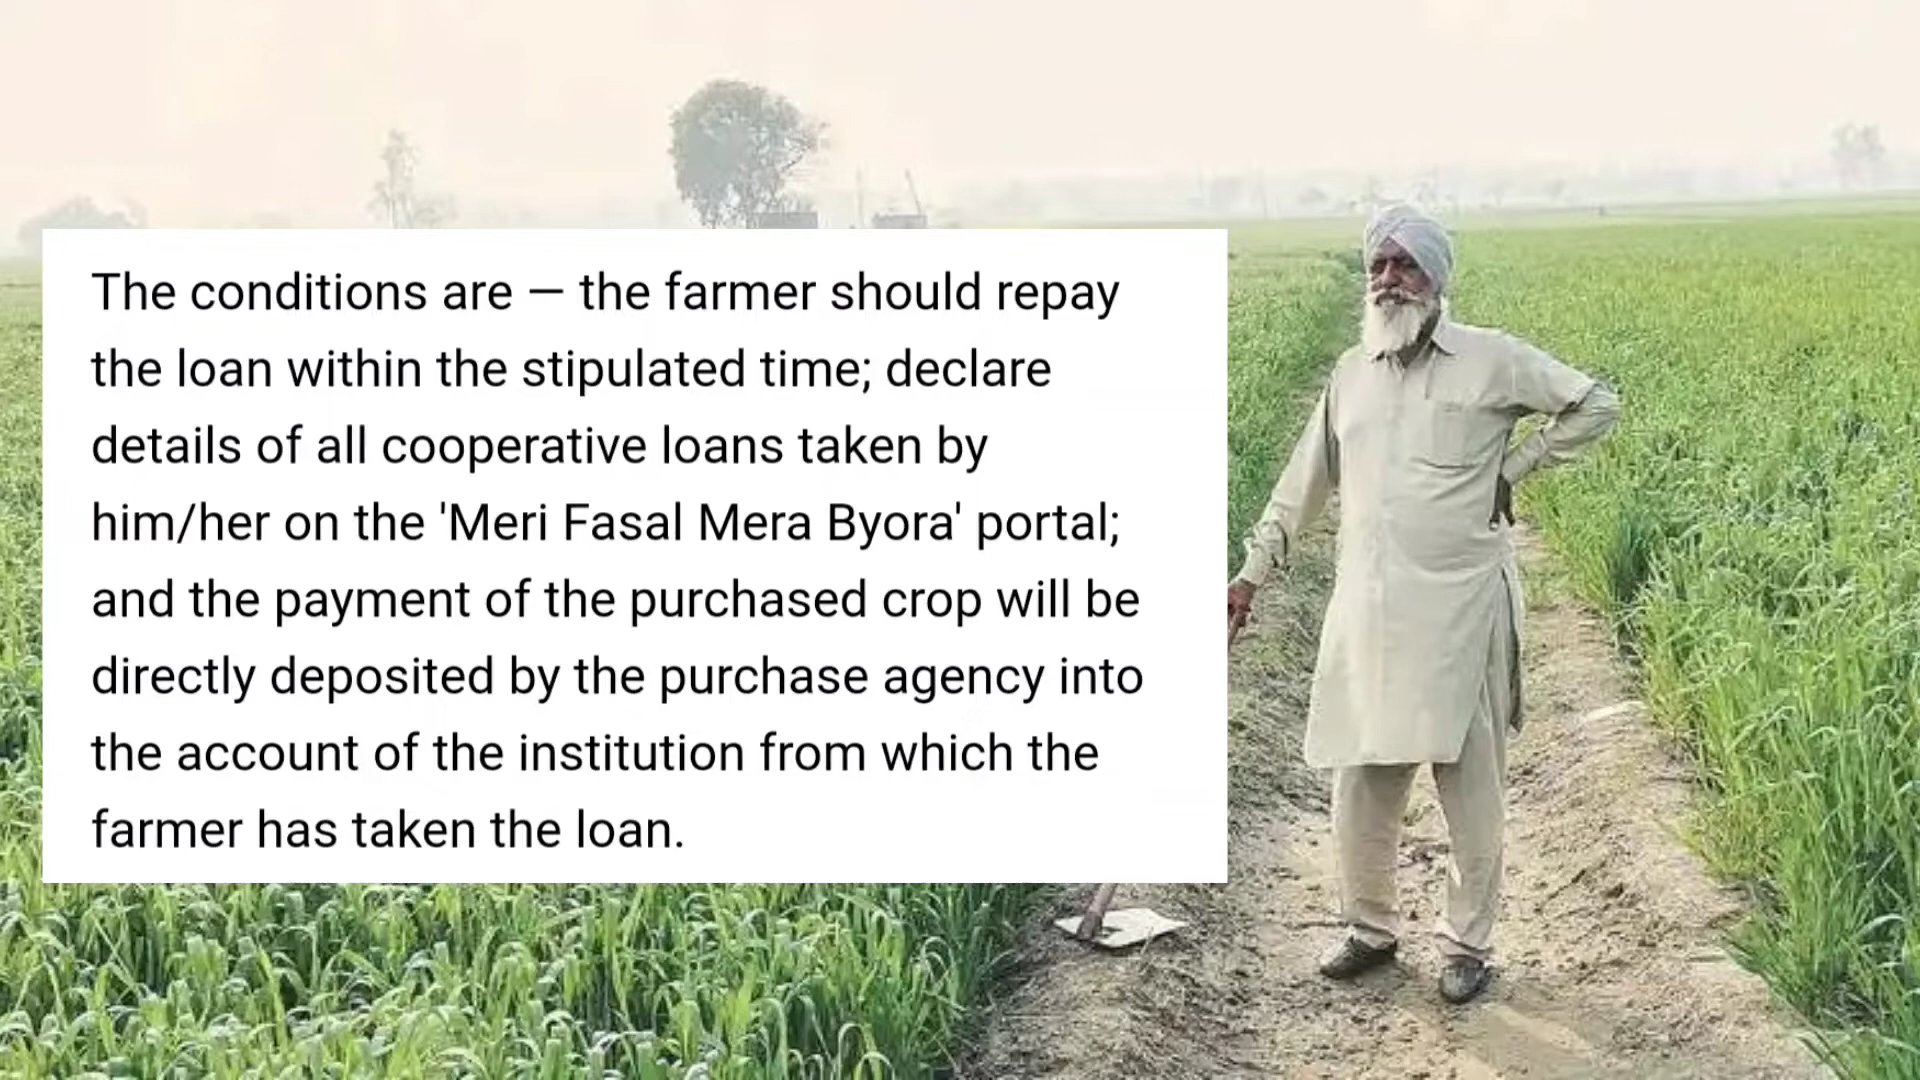 The conditions are — the farmer should repay
the loan within the stipulated time; declare
details of all cooperative loans taken by
him/her on the 'Meri Fasal Mera Byora' portal;
and the payment of the purchased crop will be
directly deposited by the purchase agency into
the account of the institution from which the
farmer has taken the loan.